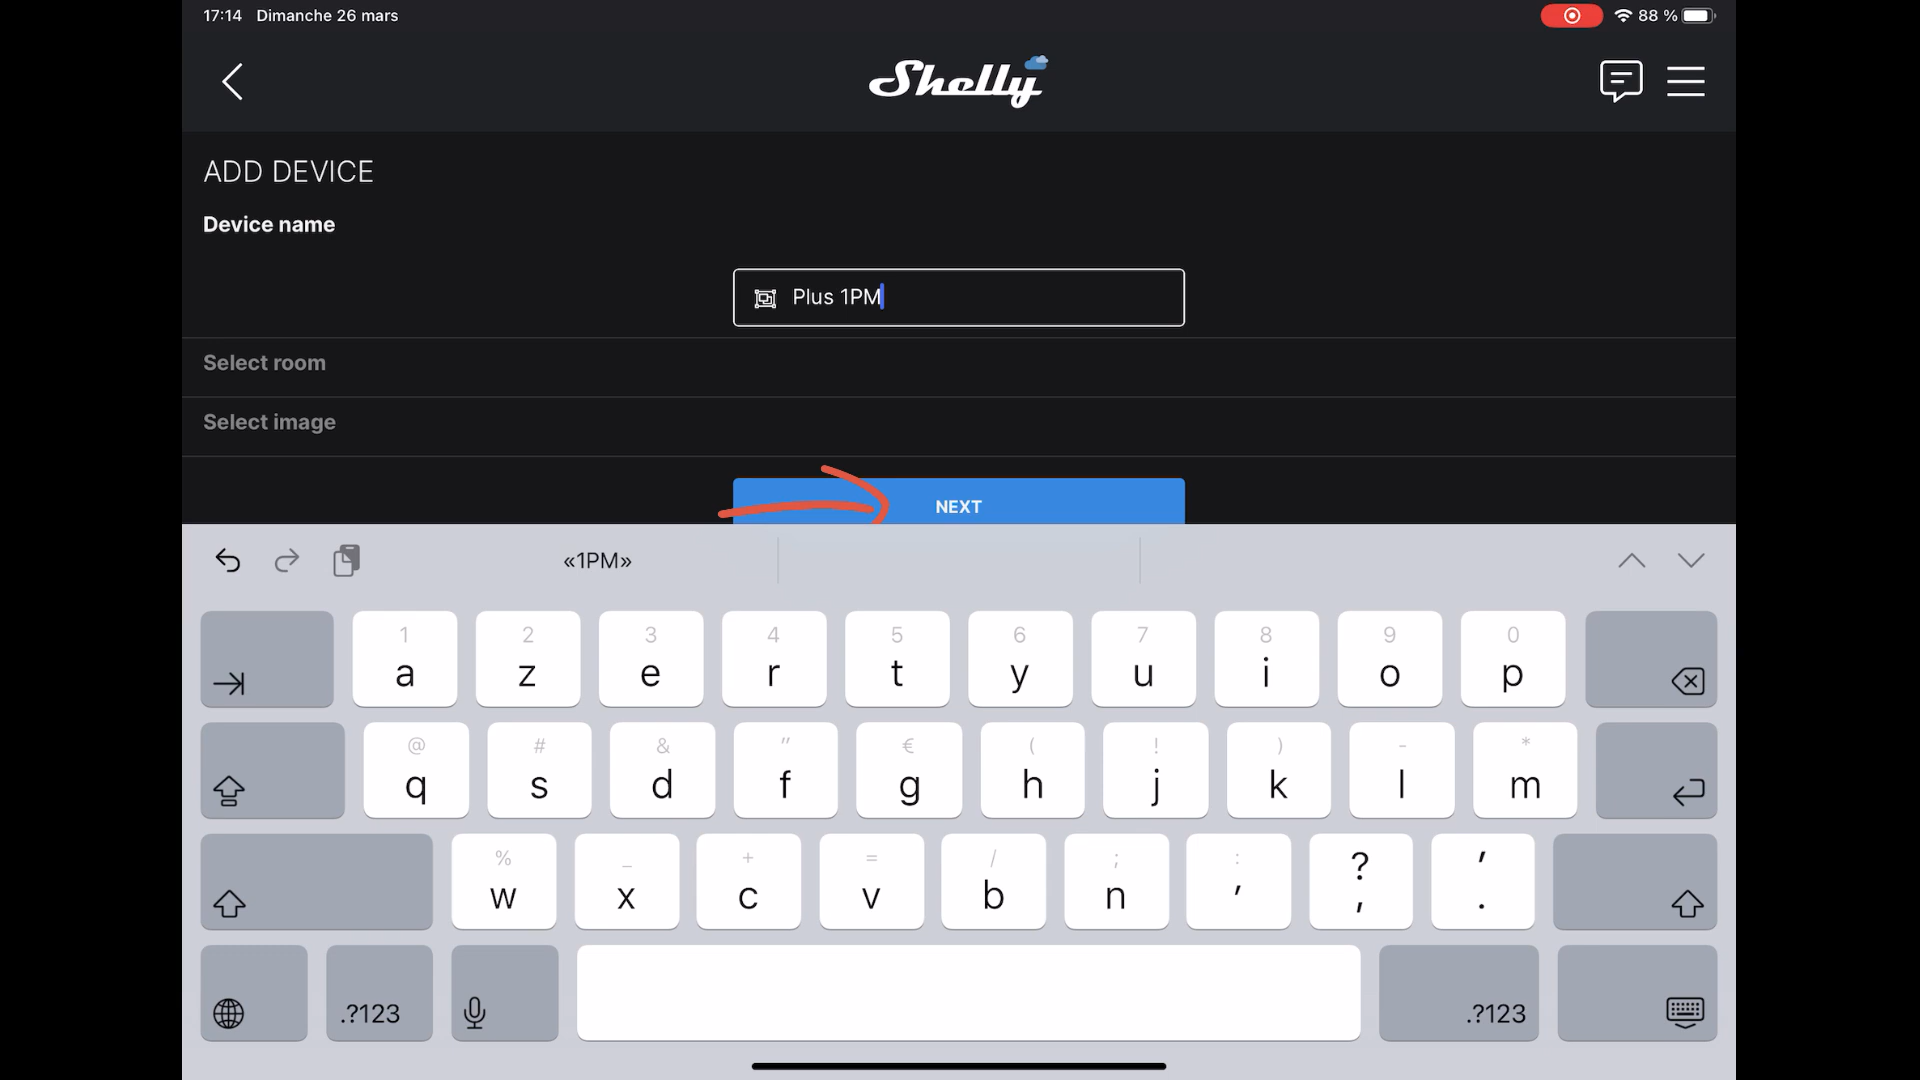 17:14 Dimanche 26 mars 88 %
Shelly
ADD DEVICE
Device name
Plus 1PM
Select room
Select image
NEXT
«1PM»
1 2 3 4 5 6 7 8 9 0
a z e r t y u i o p
@ # & " € ( ! ) - *
q s d f g h j k l m
% _ + = / ; : ? '
w x c v b n ' , .
.?123 .?123